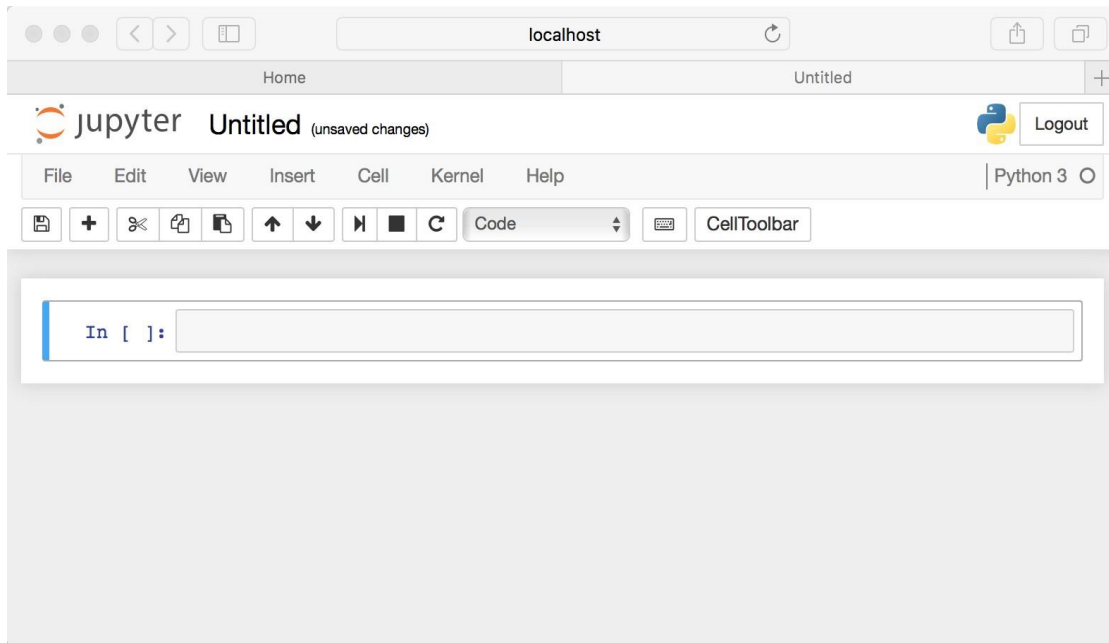 localhost
Home Untitled
jupyter Untitled (unsaved changes) Logout
File Edit View Insert Cell Kernel Help Python 3
Code CellToolbar
In [ ]: